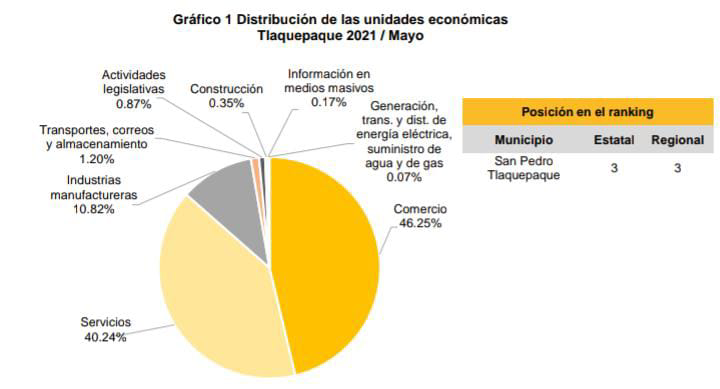 Gráfico 1 Distribución de las unidades económicas
Tlaquepaque 2021 / Mayo
Actividades
legislativas
0.87%
Construcción
0.35%
Información en
medios masivos
0.17%
Generación,
trans. y dist. de
energía eléctrica,
suministro de
agua y de gas
0.07%
Transportes, correos
y almacenamiento
1.20%
Industrias
manufactureras
10.82%
Comercio
46.25%
Servicios
40.24%
Posición en el ranking
Municipio Estatal Regional
San Pedro
Tlaquepaque 3 3